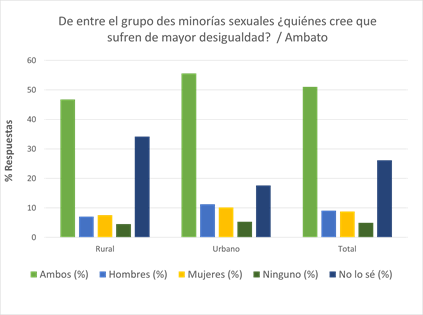 De entre el grupo des minorías sexuales ¿quiénes cree que
sufren de mayor desigualdad?  / Ambato
% Respuestas
60
50
40
30
20
10
0
Rural Urbano Total
Ambos (%) Hombres (%) Mujeres (%) Ninguno (%) No lo sé (%)